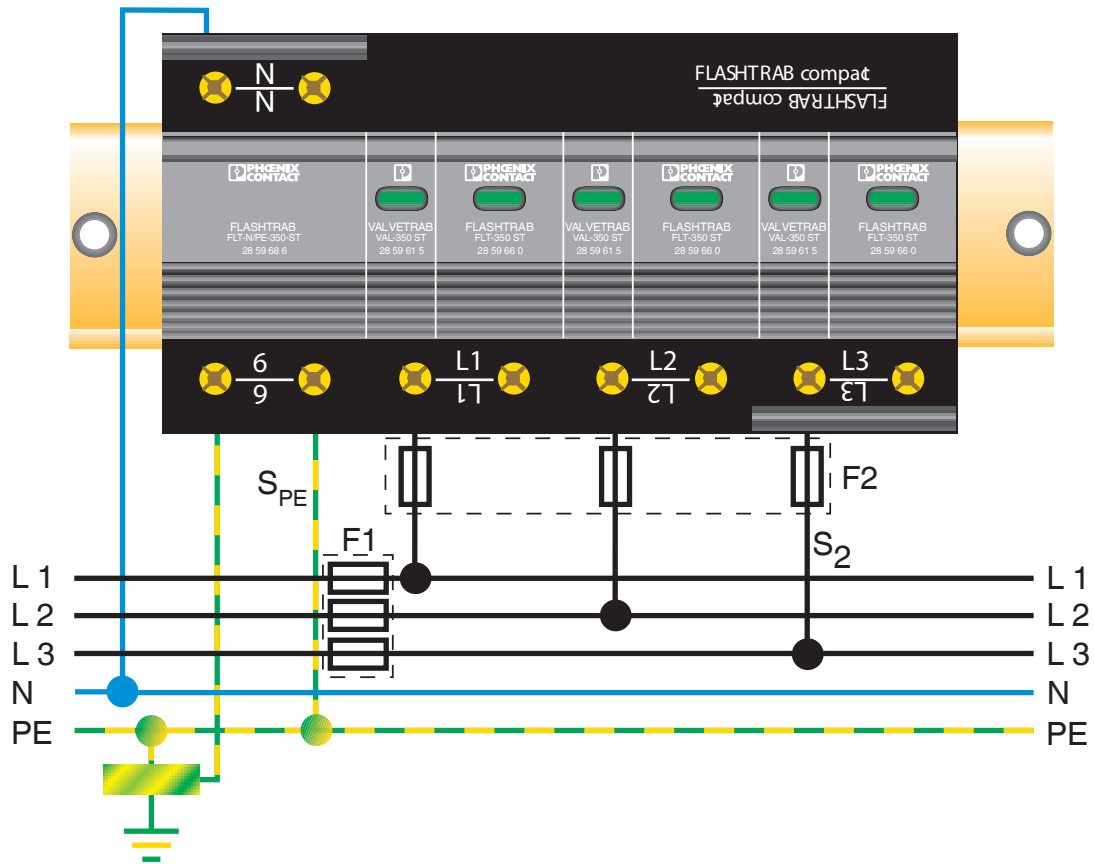 N
N
FLASHTRAB compact
FLASHTRAB compact
PHŒNIX
CONTACT
FLASHTRAB
FLT-N/PE-350-ST
28 59 68 6
VALVETRAB
VAL-350 ST
28 59 61 5
PHŒNIX
CONTACT
FLASHTRAB
FLT-350 ST
28 59 66 0
VALVETRAB
VAL-350 ST
28 59 61 5
PHŒNIX
CONTACT
FLASHTRAB
FLT-350 ST
28 59 66 0
VALVETRAB
VAL-350 ST
28 59 61 5
PHŒNIX
CONTACT
FLASHTRAB
FLT-350 ST
28 59 66 0
6
9
L1
L1
L2
L2
L3
L3
SPE
F2
F1
S2
L 1
L 1
L 2
L 2
L 3
L 3
N
N
PE
PE